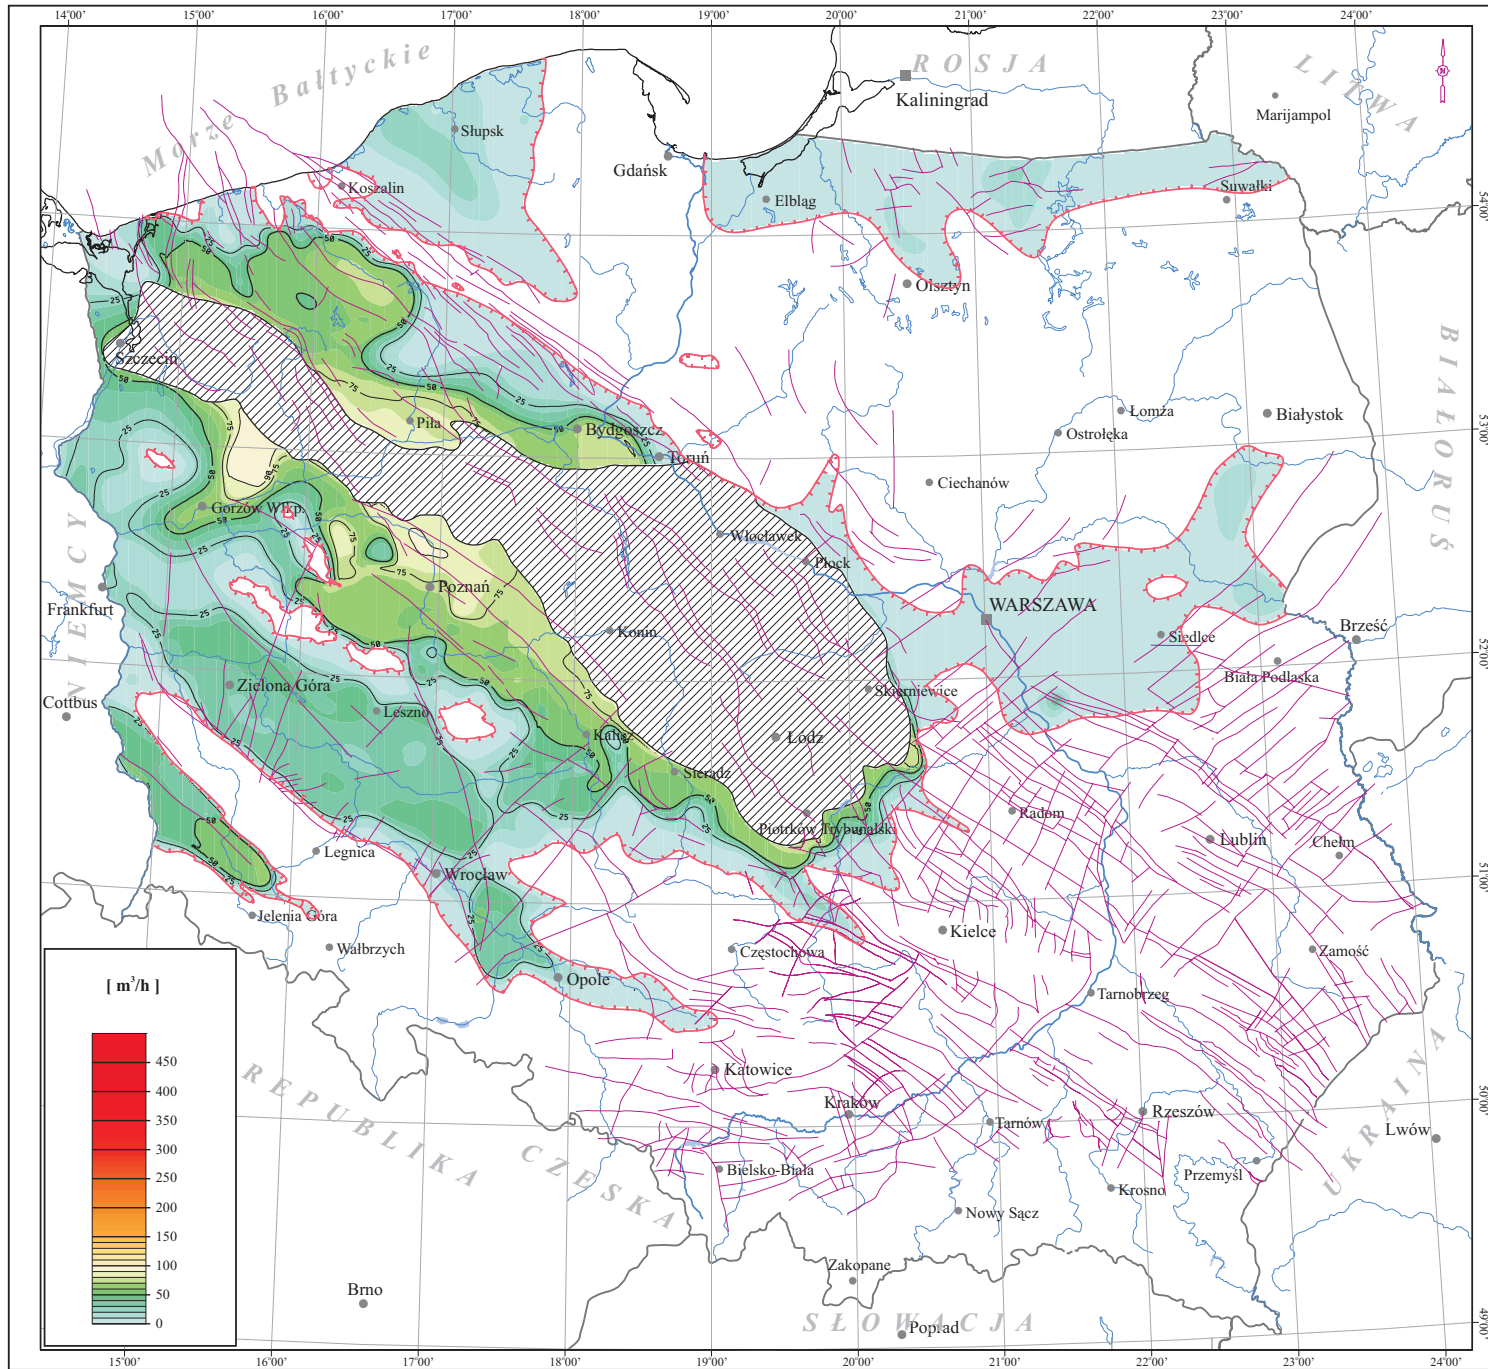 14°00' 15°00' 16°00' 17°00' 18°00' 19°00' 20°00' 21°00' 22°00' 23°00' 24°00'
Morze Bałtyckie
ROSJA
LITWA
N
Kaliningrad
Marijampol
Słupsk
Gdańsk
Koszalin
Elbląg
Suwałki
54°00'
Olsztyn
Szczecin
BIAŁORUŚ
Piła
Bydgoszcz
Toruń
Łomża
Białystok
Ostrołęka
53°00'
Ciechanów
Gorzów Wlkp.
Włocławek
Płock
NIEMCY
Frankfurt
Poznań
WARSZAWA
Konin
Siedlce
Brześć
52°00'
Biała Podlaska
Zielona Góra
Cottbus
Leszno
Skierniewice
Kalisz
Łódz
Sieradz
Radom
Piotrków Trybunalski
Lublin
Chełm
Legnica
Wrocław
51°00'
Jelenia Góra
Wałbrzych
Kielce
Częstochowa
Zamość
Opole
Tarnobrzeg
[ m³/h ]
450
400
350
300
250
200
150
100
50
0
Katowice
Kraków
Tarnów
Rzeszów
50°00'
Lwów
UKRAINA
REPUBLIKA CZESKA
Bielsko-Biała
Przemyśl
Krosno
Nowy Sącz
Zakopane
Brno
SŁOWACJA
Poprad
49°00'
15°00' 16°00' 17°00' 18°00' 19°00' 20°00' 21°00' 22°00' 23°00' 24°00'